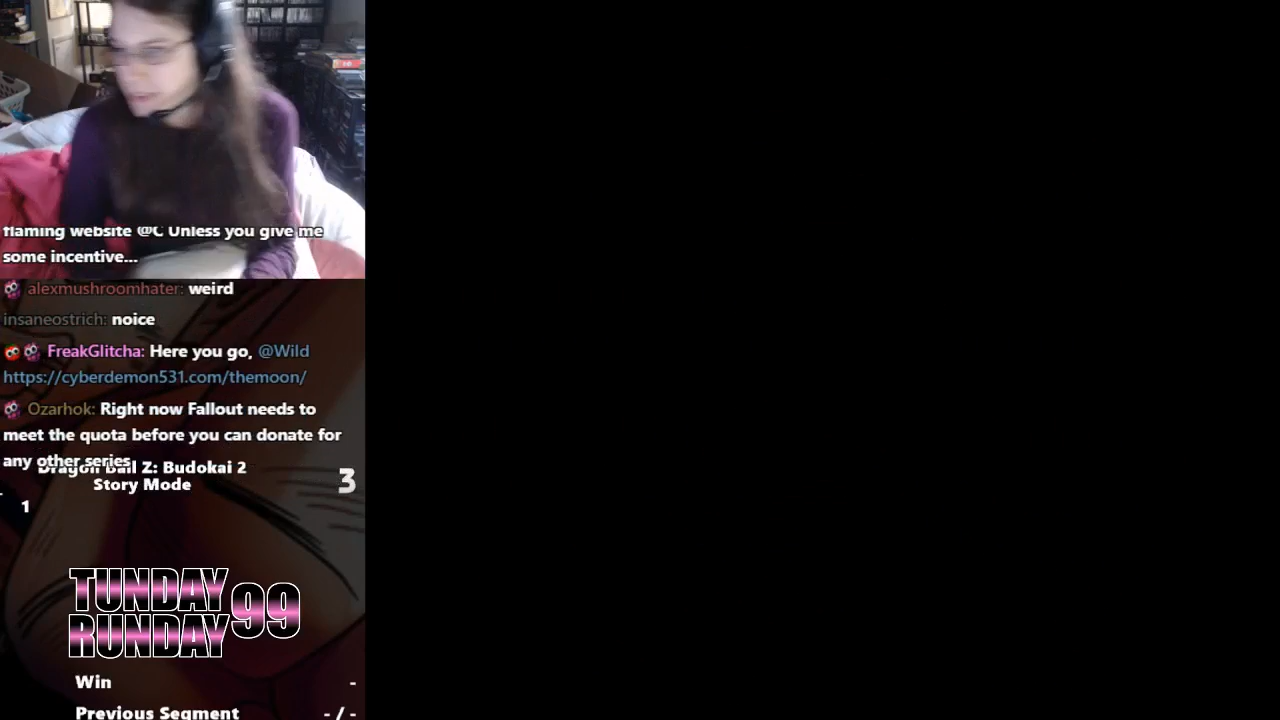 flaming website @C Unless you give me
some incentive...
alexmushroomhater: weird
insaneostrich: noice
FreakGlitcha: Here you go, @Wild
https://cyberdemon531.com/themoon/
Ozarhok: Right now Fallout needs to
meet the quota before you can donate for
any other series
Dragon Ball Z: Budokai 2
Story Mode
3
1
TUNDAY
RUNDAY
99
Win -
Previous Segment - / -